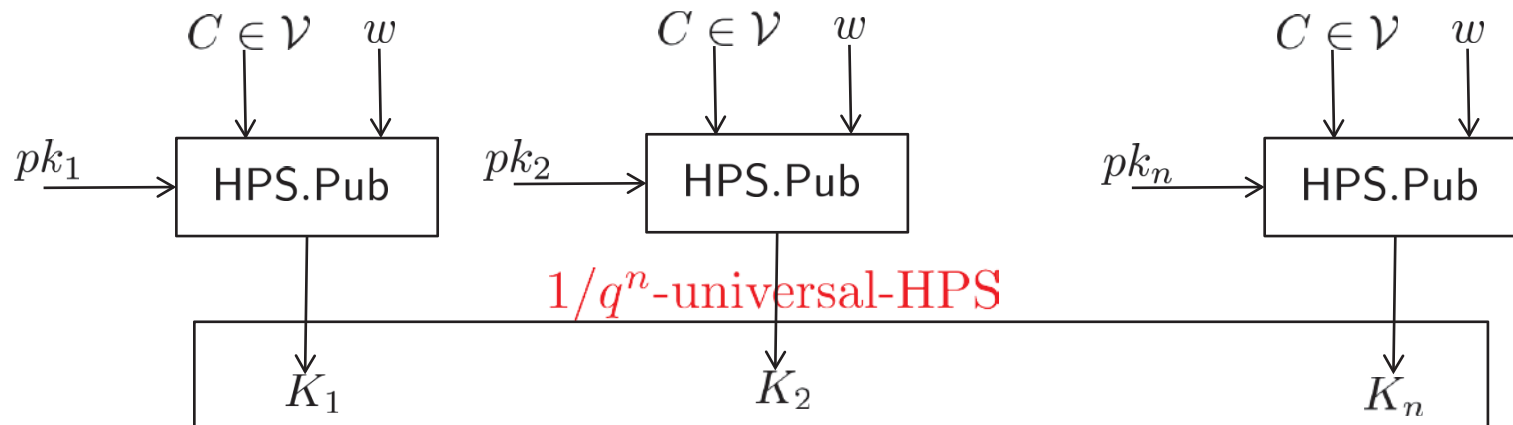 C ∈ 𝒱 w C ∈ 𝒱 w C ∈ 𝒱 w
pk₁ HPS.Pub pk₂ HPS.Pub pkₙ HPS.Pub
1/qⁿ-universal-HPS
K₁ K₂ Kₙ